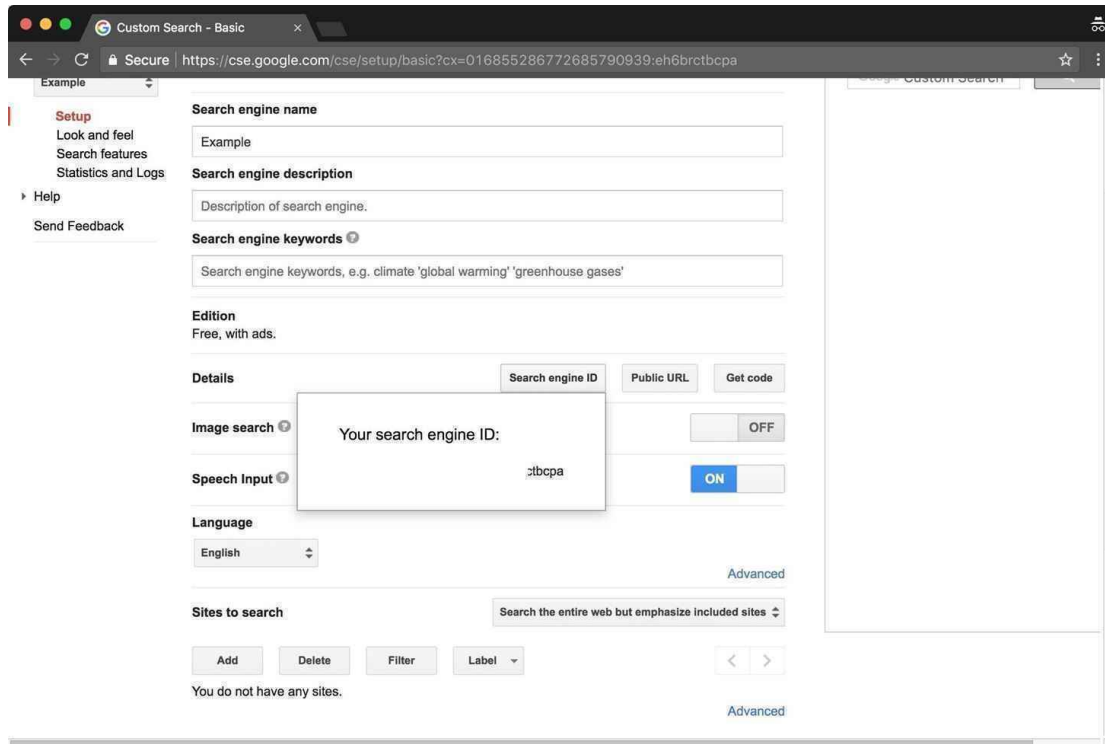 Custom Search - Basic
Secure https://cse.google.com/cse/setup/basic?cx=016855286772685790939:eh6brctbcpa
Example
Setup
Look and feel
Search features
Statistics and Logs
Help
Send Feedback
Search engine name
Example
Search engine description
Description of search engine.
Search engine keywords
Search engine keywords, e.g. climate 'global warming' 'greenhouse gases'
Edition
Free, with ads.
Details Search engine ID Public URL Get code
Your search engine ID:
ctbcpa
Image search OFF
Speech Input ON
Language
English
Advanced
Sites to search Search the entire web but emphasize included sites
Add Delete Filter Label
You do not have any sites.
Advanced
Custom Search